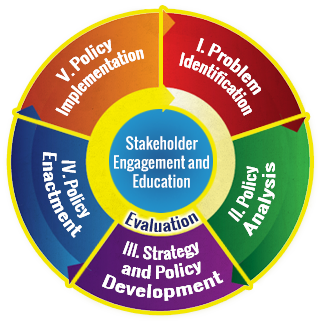 I. Problem
Identification
II. Policy
Analysis
III. Strategy
and Policy
Development
IV. Policy
Enactment
V. Policy
Implementation
Stakeholder
Engagement and
Education
Evaluation